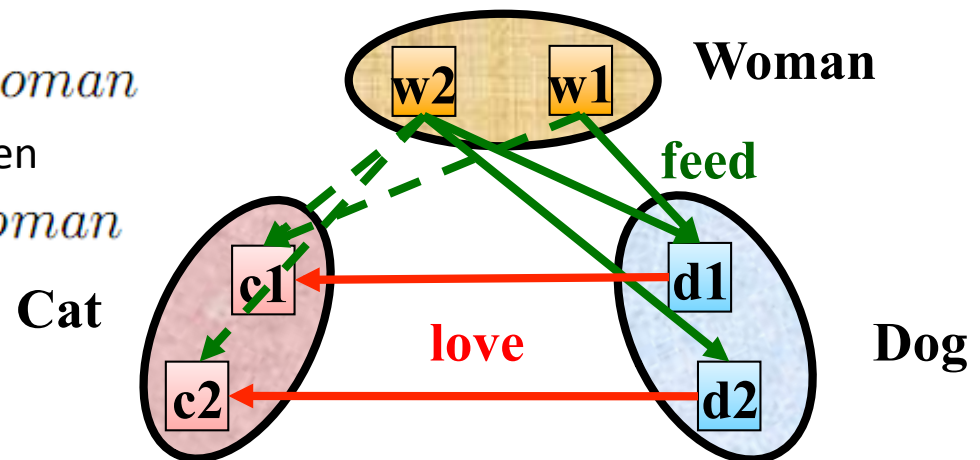 oman
en
oman
Woman
w2
w1
feed
Cat
c1
d1
love
Dog
c2
d2